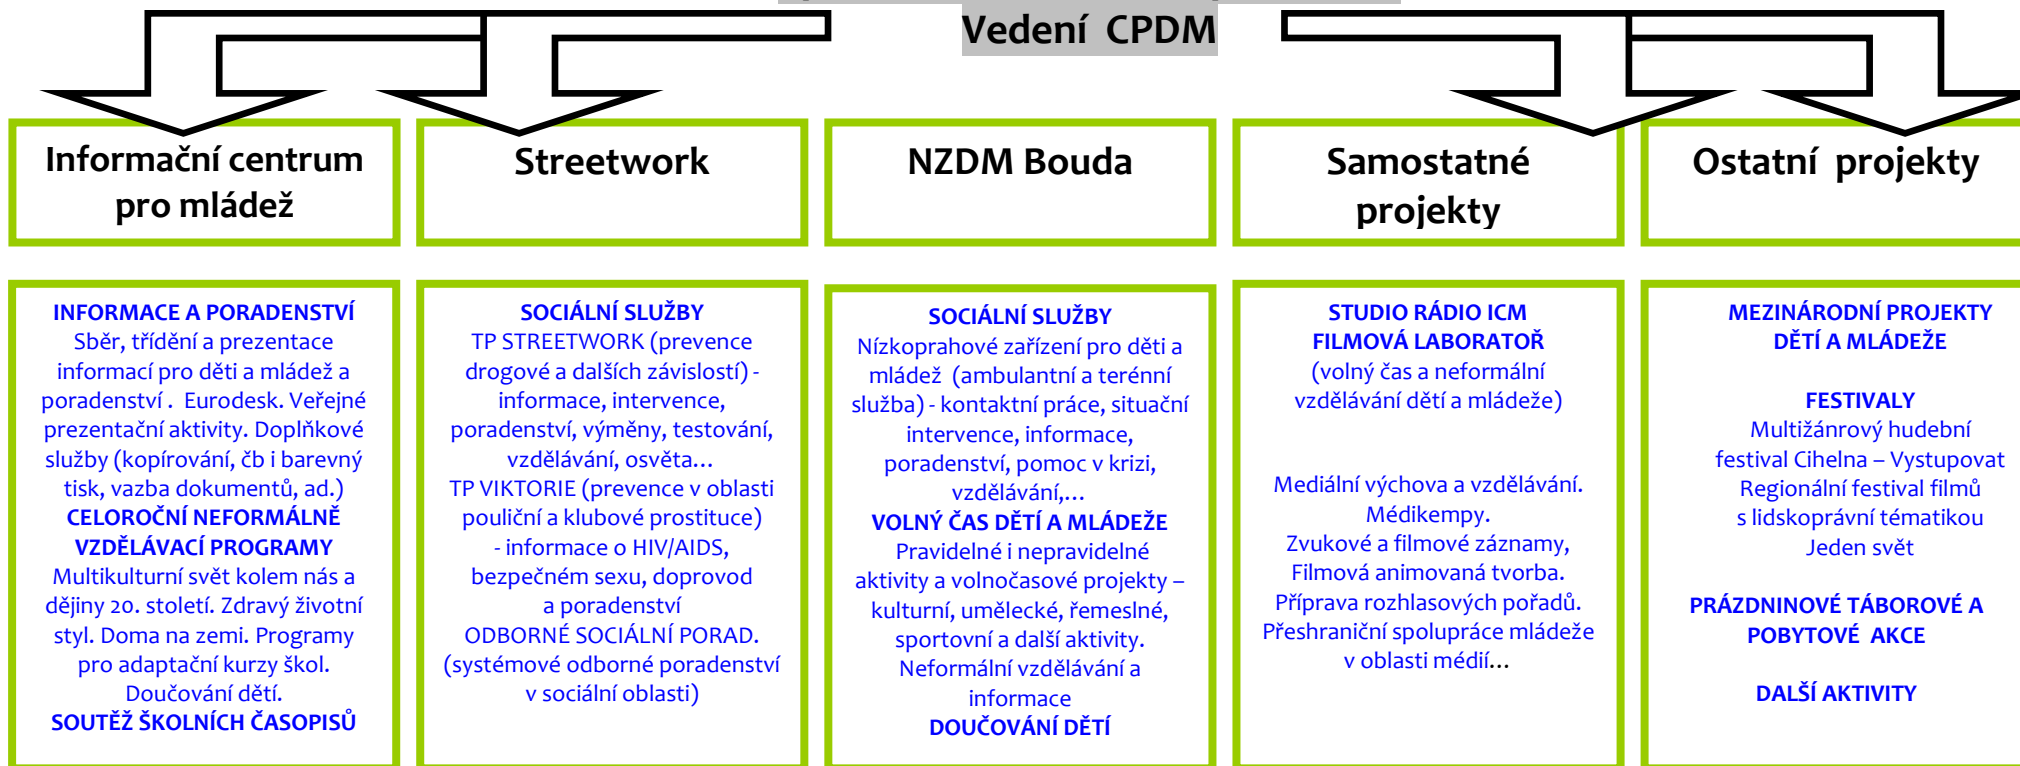 Vedení CPDM
Informační centrum
pro mládež
Streetwork
NZDM Bouda
Samostatné
projekty
Ostatní projekty
INFORMACE A PORADENSTVÍ
Sběr, třídění a prezentace
informací pro děti a mládež a
poradenství . Eurodesk. Veřejné
prezentační aktivity. Doplňkové
služby (kopírování, čb i barevný
tisk, vazba dokumentů, ad.)
CELOROČNÍ NEFORMÁLNĚ
VZDĚLÁVACÍ PROGRAMY
Multikulturní svět kolem nás a
dějiny 20. století. Zdravý životní
styl. Doma na zemi. Programy
pro adaptační kurzy škol.
Doučování dětí.
SOUTĚŽ ŠKOLNÍCH ČASOPISŮ
SOCIÁLNÍ SLUŽBY
TP STREETWORK (prevence
drogové a dalších závislostí) -
informace, intervence,
poradenství, výměny, testování,
vzdělávání, osvěta...
TP VIKTORIE (prevence v oblasti
pouliční a klubové prostituce)
- informace o HIV/AIDS,
bezpečném sexu, doprovod
a poradenství
ODBORNÉ SOCIÁLNÍ PORAD.
(systémové odborné poradenství
v sociální oblasti)
SOCIÁLNÍ SLUŽBY
Nízkoprahové zařízení pro děti a
mládež (ambulantní a terénní
služba) - kontaktní práce, situační
intervence, informace,
poradenství, pomoc v krizi,
vzdělávání,...
VOLNÝ ČAS DĚTÍ A MLÁDEŽE
Pravidelné i nepravidelné
aktivity a volnočasové projekty –
kulturní, umělecké, řemeslné,
sportovní a další aktivity.
Neformální vzdělávání a
informace
DOUČOVÁNÍ DĚTÍ
STUDIO RÁDIO ICM
FILMOVÁ LABORATOŘ
(volný čas a neformální
vzdělávání dětí a mládeže)
Mediální výchova a vzdělávání.
Médikempy.
Zvukové a filmové záznamy,
Filmová animovaná tvorba.
Příprava rozhlasových pořadů.
Přeshraniční spolupráce mládeže
v oblasti médií...
MEZINÁRODNÍ PROJEKTY
DĚTÍ A MLÁDEŽE
FESTIVALY
Multižánrový hudební
festival Cihelna – Vystupovat
Regionální festival filmů
s lidskoprávní tématikou
Jeden svět
PRÁZDNINOVÉ TÁBOROVÉ A
POBYTOVÉ AKCE
DALŠÍ AKTIVITY